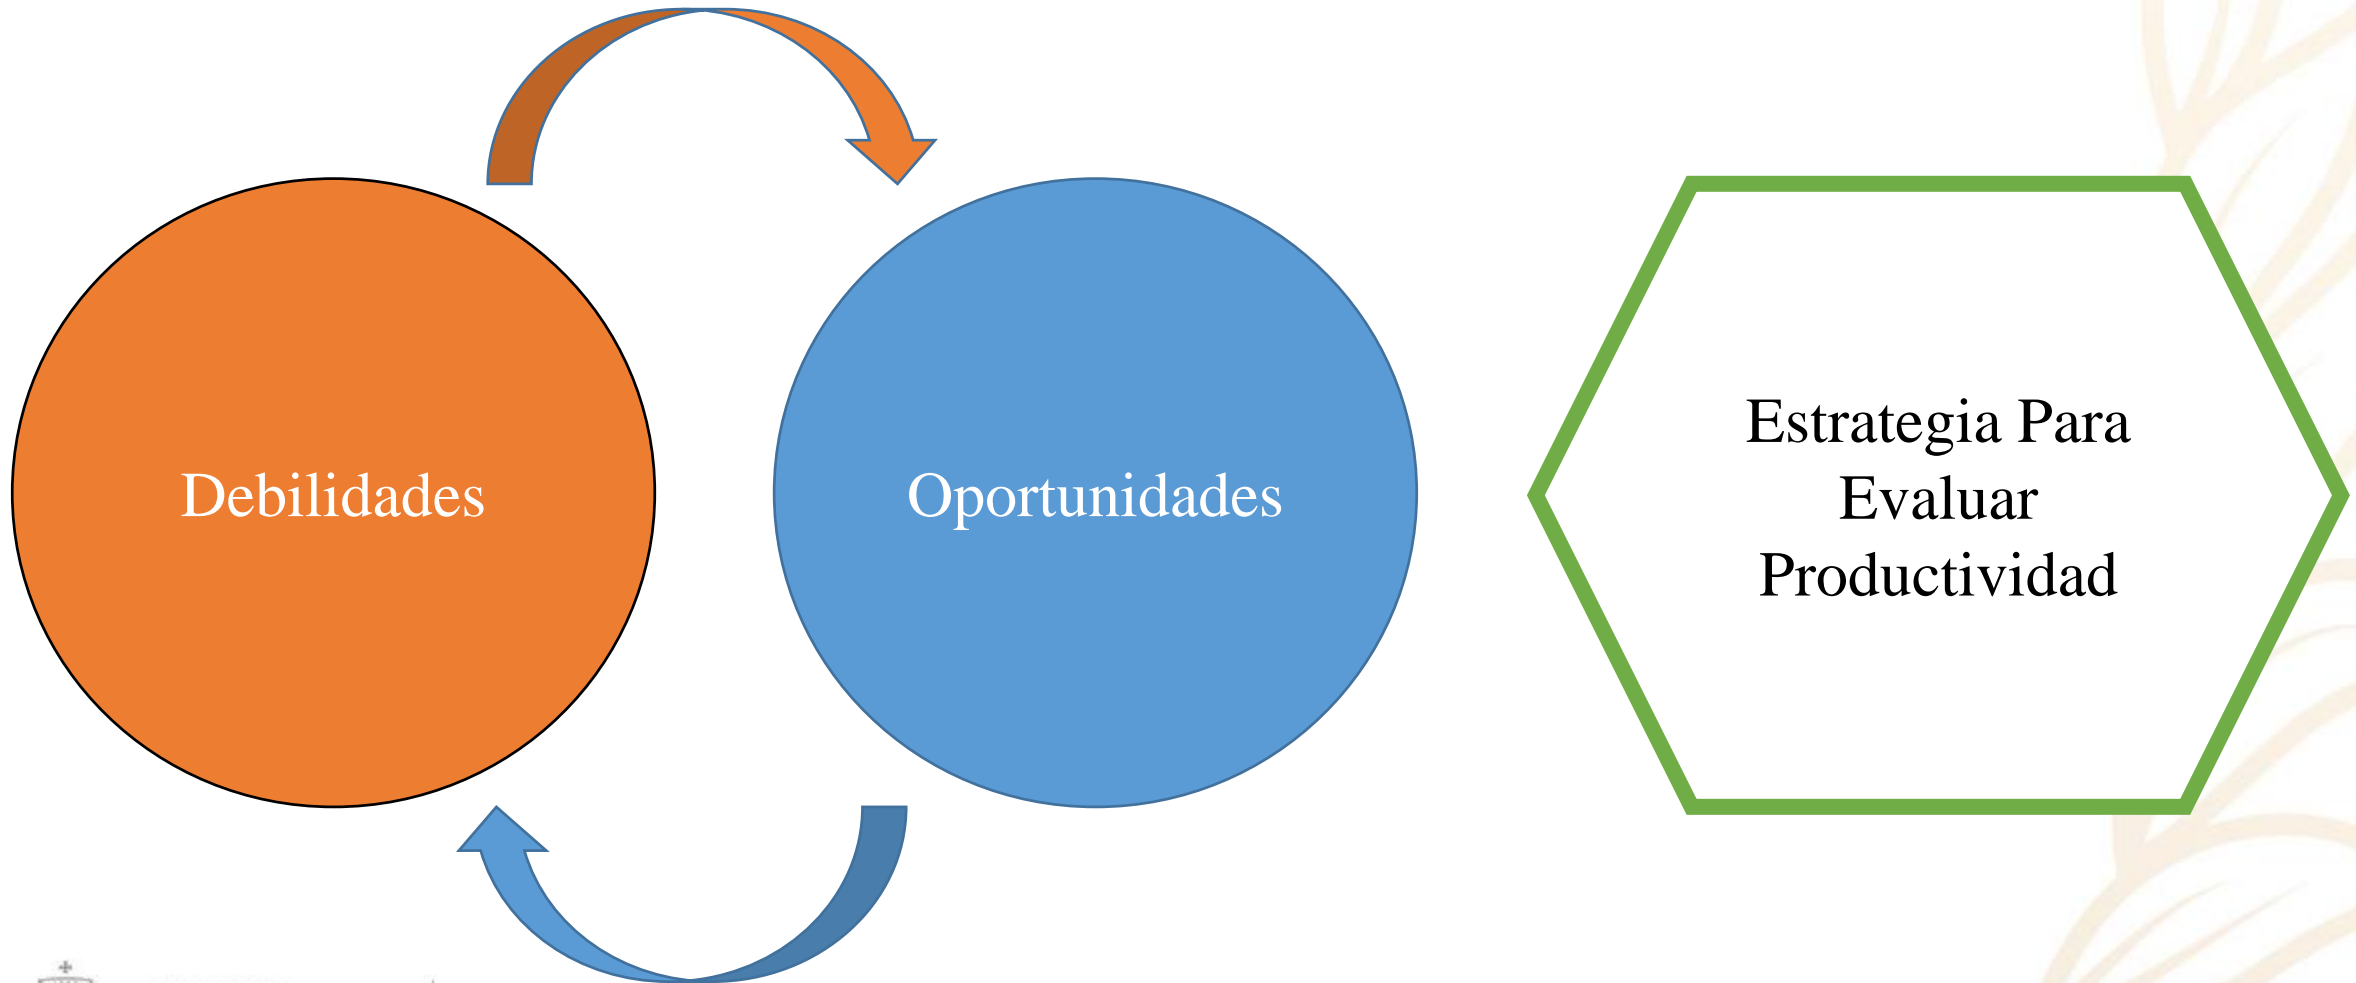 Debilidades
Oportunidades
Estrategia Para
Evaluar
Productividad